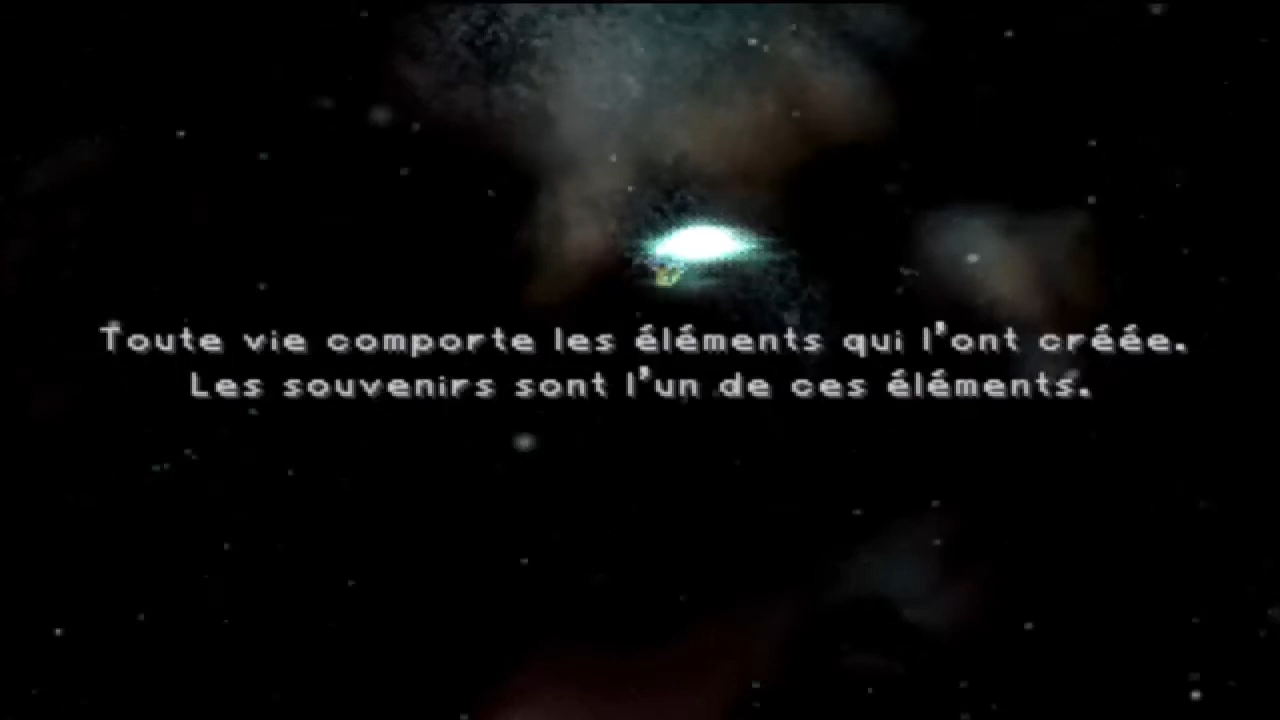 Toute vie comporte les éléments qui l'ont créée.
Les souvenirs sont l'un de ces éléments.